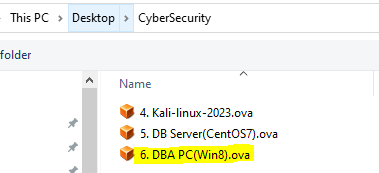 This PC > Desktop > CyberSecurity
folder
Name
4. Kali-linux-2023.ova
5. DB Server(CentOS7).ova
6. DBA PC(Win8).ova